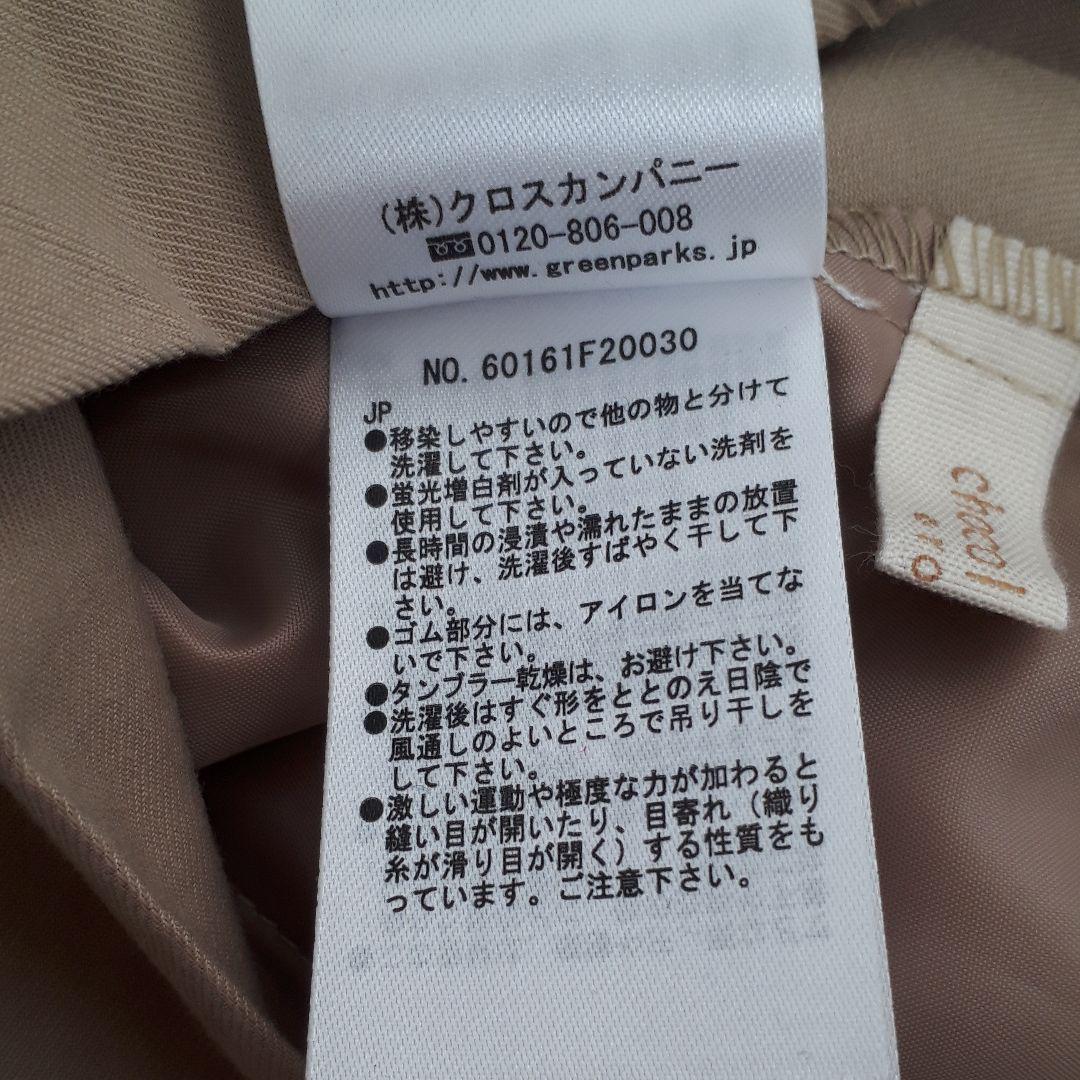 (株)クロスカンパニー
0120-806-008
http://www.greenparks.jp
NO. 60161F20030
JP
●移染しやすいので他の物と分けて
洗濯して下さい。
●蛍光増白剤が入っていない洗剤を
使用して下さい。
●長時間の浸漬や濡れたままの放置
は避け、洗濯後すばやく干して下
さい。
●ゴム部分には、アイロンを当てな
いで下さい。
●タンブラー乾燥は、お避け下さい。
●洗濯後はすぐ形をととのえ日陰で
風通しのよいところで吊り干しを
して下さい。
●激しい運動や極度な力が加わると
縫い目が開いたり、目寄れ（織り
糸が滑り目が開く）する性質をも
っています。ご注意下さい。